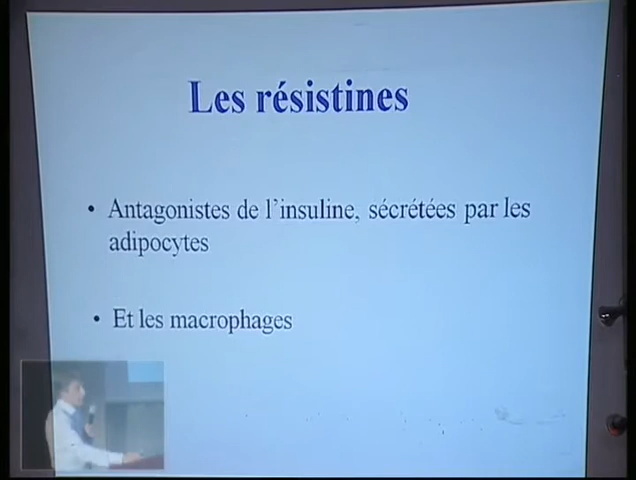 Les résistines
• Antagonistes de l'insuline, sécrétées par les
adipocytes
• Et les macrophages